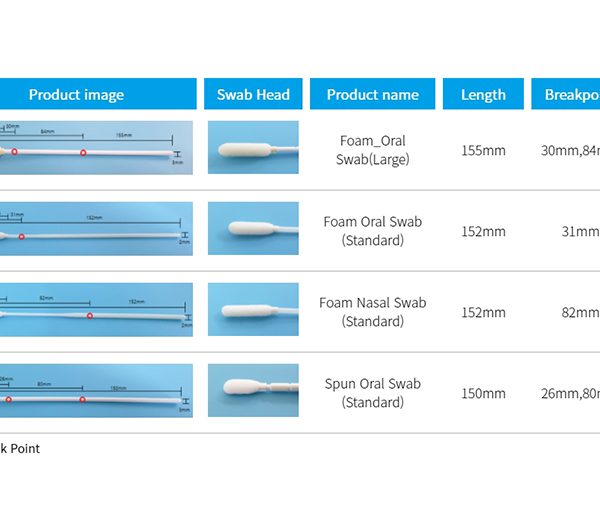 Product image Swab Head Product name Length Breakpo
30mm 84mm 155mm 3mm
Foam_Oral
Swab(Large)
155mm 30mm,84m
31mm 152mm 2mm
Foam Oral Swab
(Standard)
152mm 31mm
82mm 152mm 2mm
Foam Nasal Swab
(Standard)
152mm 82mm
26mm 80mm 150mm 3mm
Spun Oral Swab
(Standard)
150mm 26mm,80m
k Point